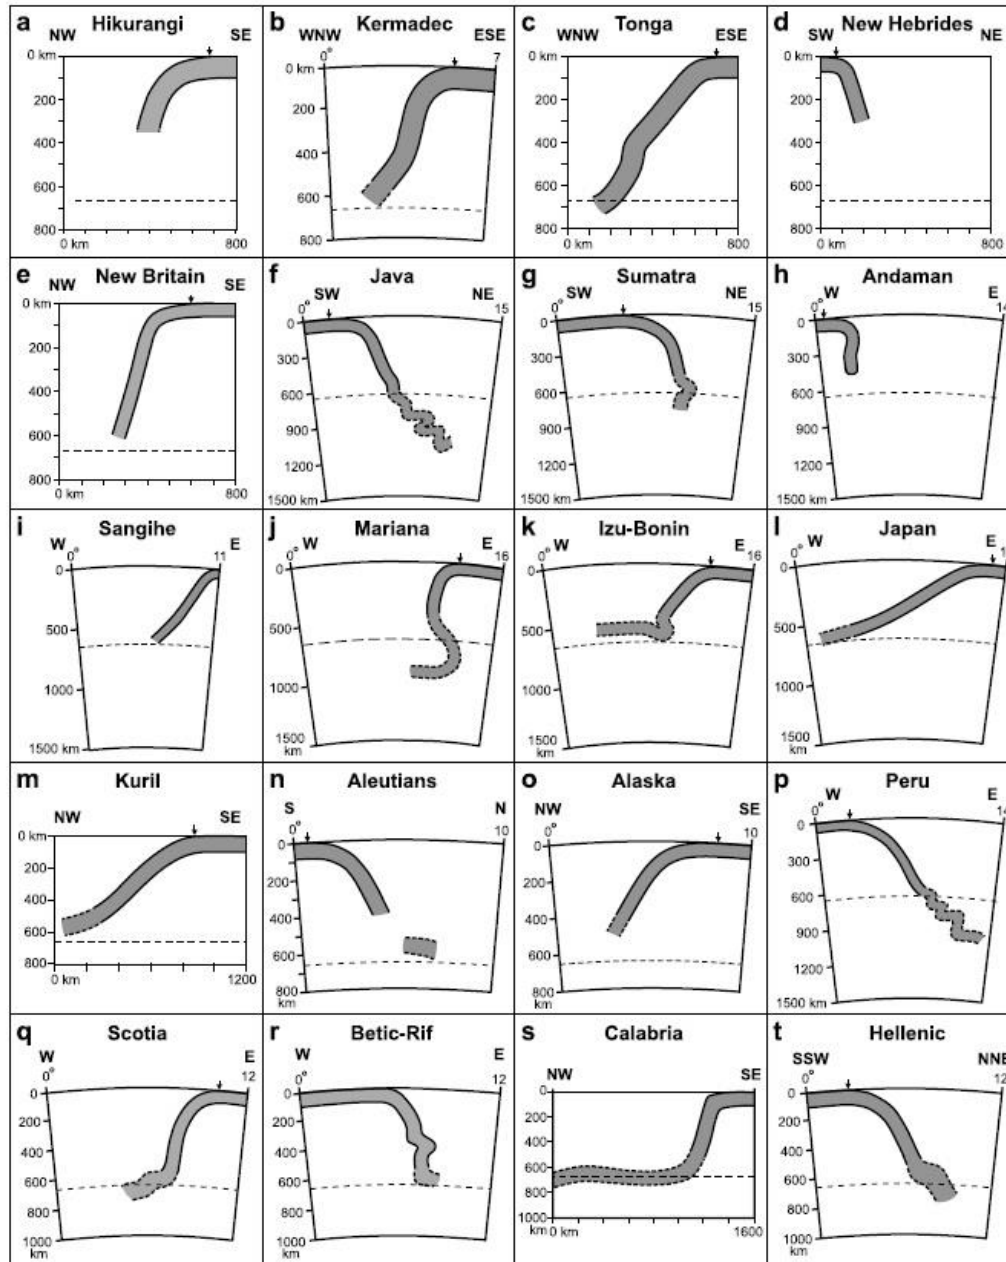 a Hikurangi
NW SE
0 km
200
400
600
800
0 km 800
b Kermadec
WNW ESE
0° 7
0 km
200
400
600
800
c Tonga
WNW ESE
0 km
200
400
600
800
0 km 800
d New Hebrides
SW NE
0 km
200
400
600
800
0 km 800
e New Britain
NW SE
0 km
200
400
600
800
0 km 800
f Java
SW NE
0° 15
0
300
600
900
1200
1500 km
g Sumatra
SW NE
0° 15
0
300
600
900
1200
1500 km
h Andaman
W E
0° 14
0
300
600
900
1200
1500 km
i Sangihe
W E
0° 11
0
500
1000
1500 km
j Mariana
W E
0° 16
0
500
1000
1500
km
k Izu-Bonin
W E
0° 16
0
500
1000
1500
km
l Japan
W E
0° 1
0
500
1000
1500
km
m Kuril
NW SE
0 km
200
400
600
800
0 km 1200
n Aleutians
S N
0° 10
0
200
400
600
800
km
o Alaska
NW SE
0° 10
0
200
400
600
800
km
p Peru
W E
0° 14
0
300
600
900
1200
1500 km
q Scotia
W E
0° 12
0
200
400
600
800
1000
km
r Betic-Rif
W E
0° 12
0
200
400
600
800
1000
km
s Calabria
NW SE
0
200
400
600
800
1000
km 0 km 1600
t Hellenic
SSW NNE
0° 12
0
200
400
600
800
1000
km